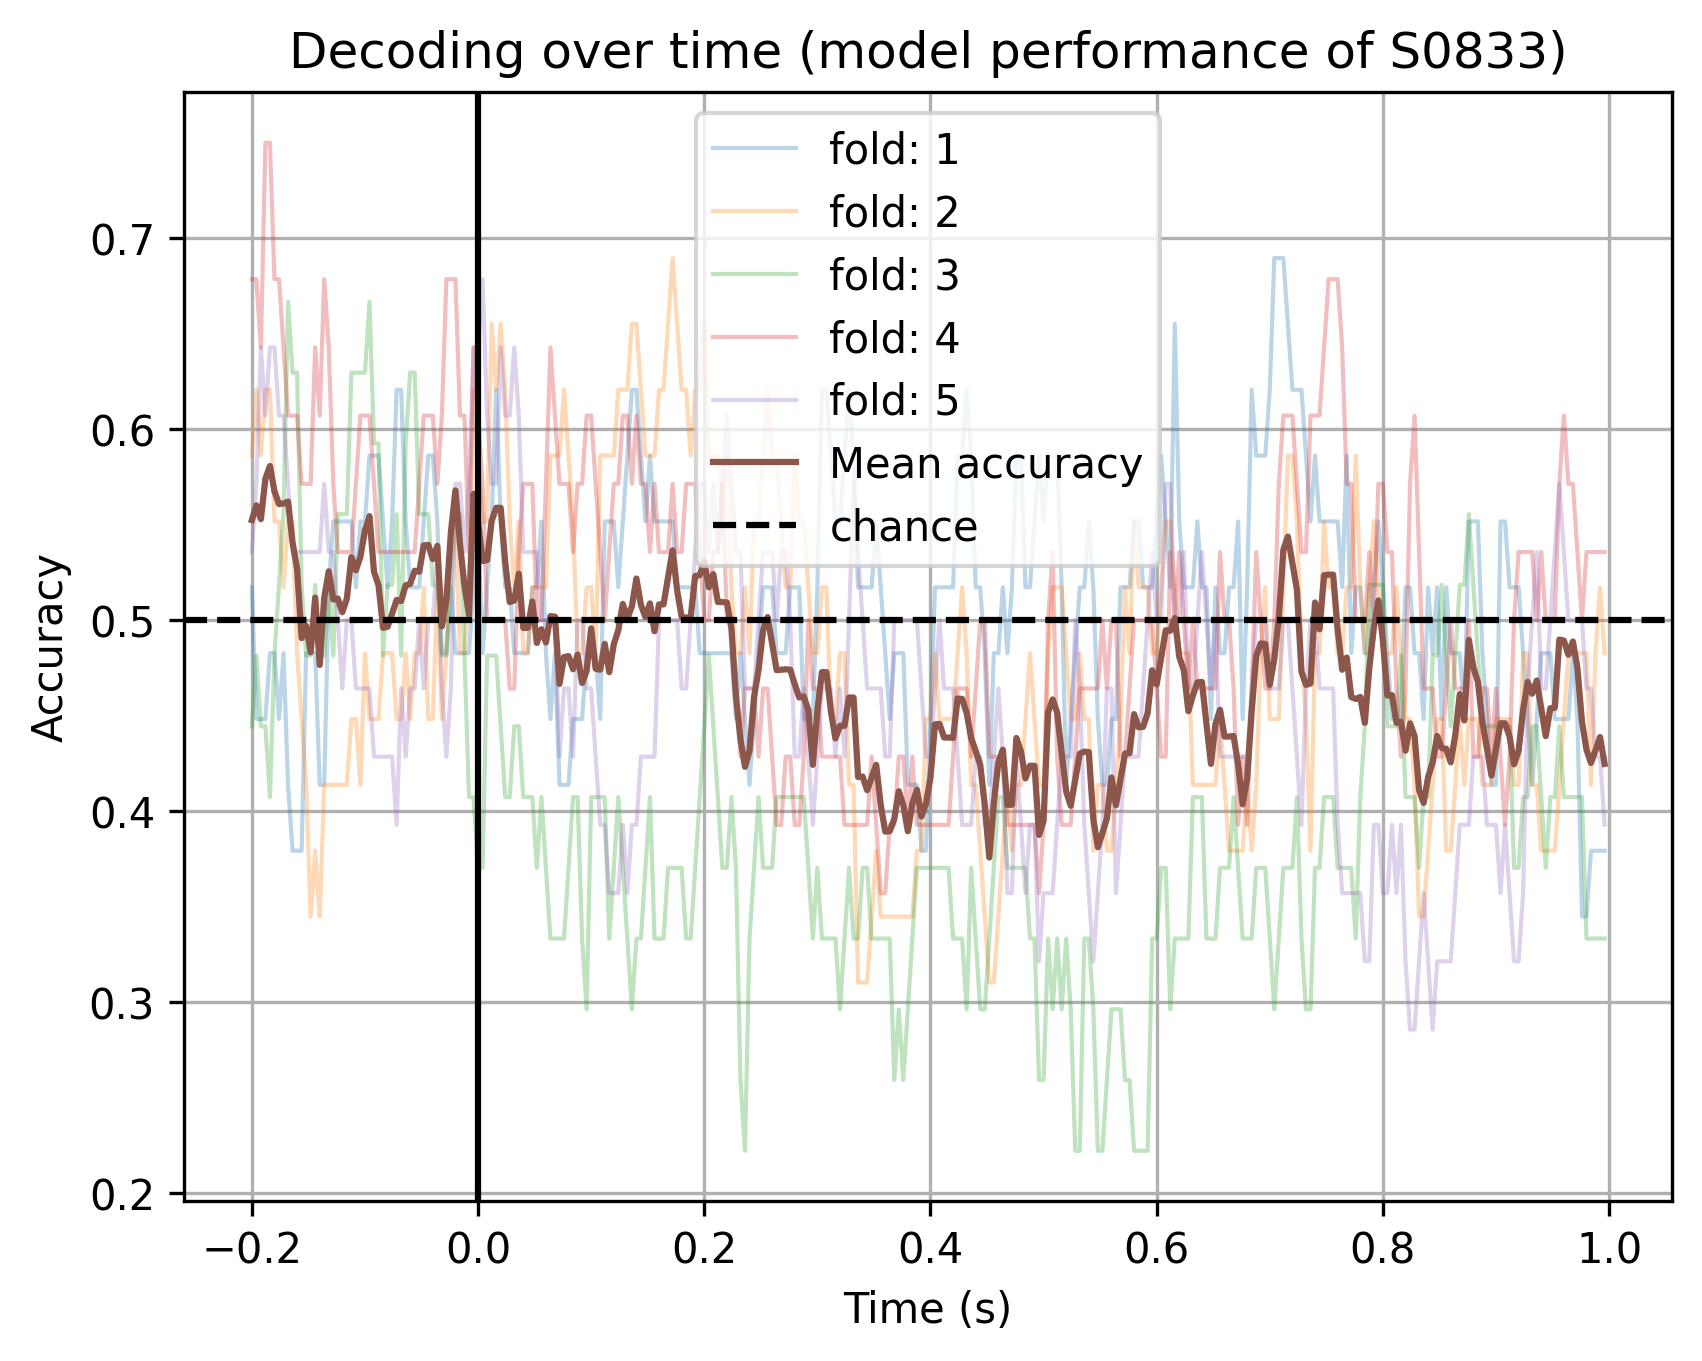 Decoding over time (model performance of S0833)
fold: 1
fold: 2
fold: 3
fold: 4
fold: 5
Mean accuracy
chance
Accuracy
0.7
0.6
0.5
0.4
0.3
0.2
−0.2 0.0 0.2 0.4 0.6 0.8 1.0
Time (s)